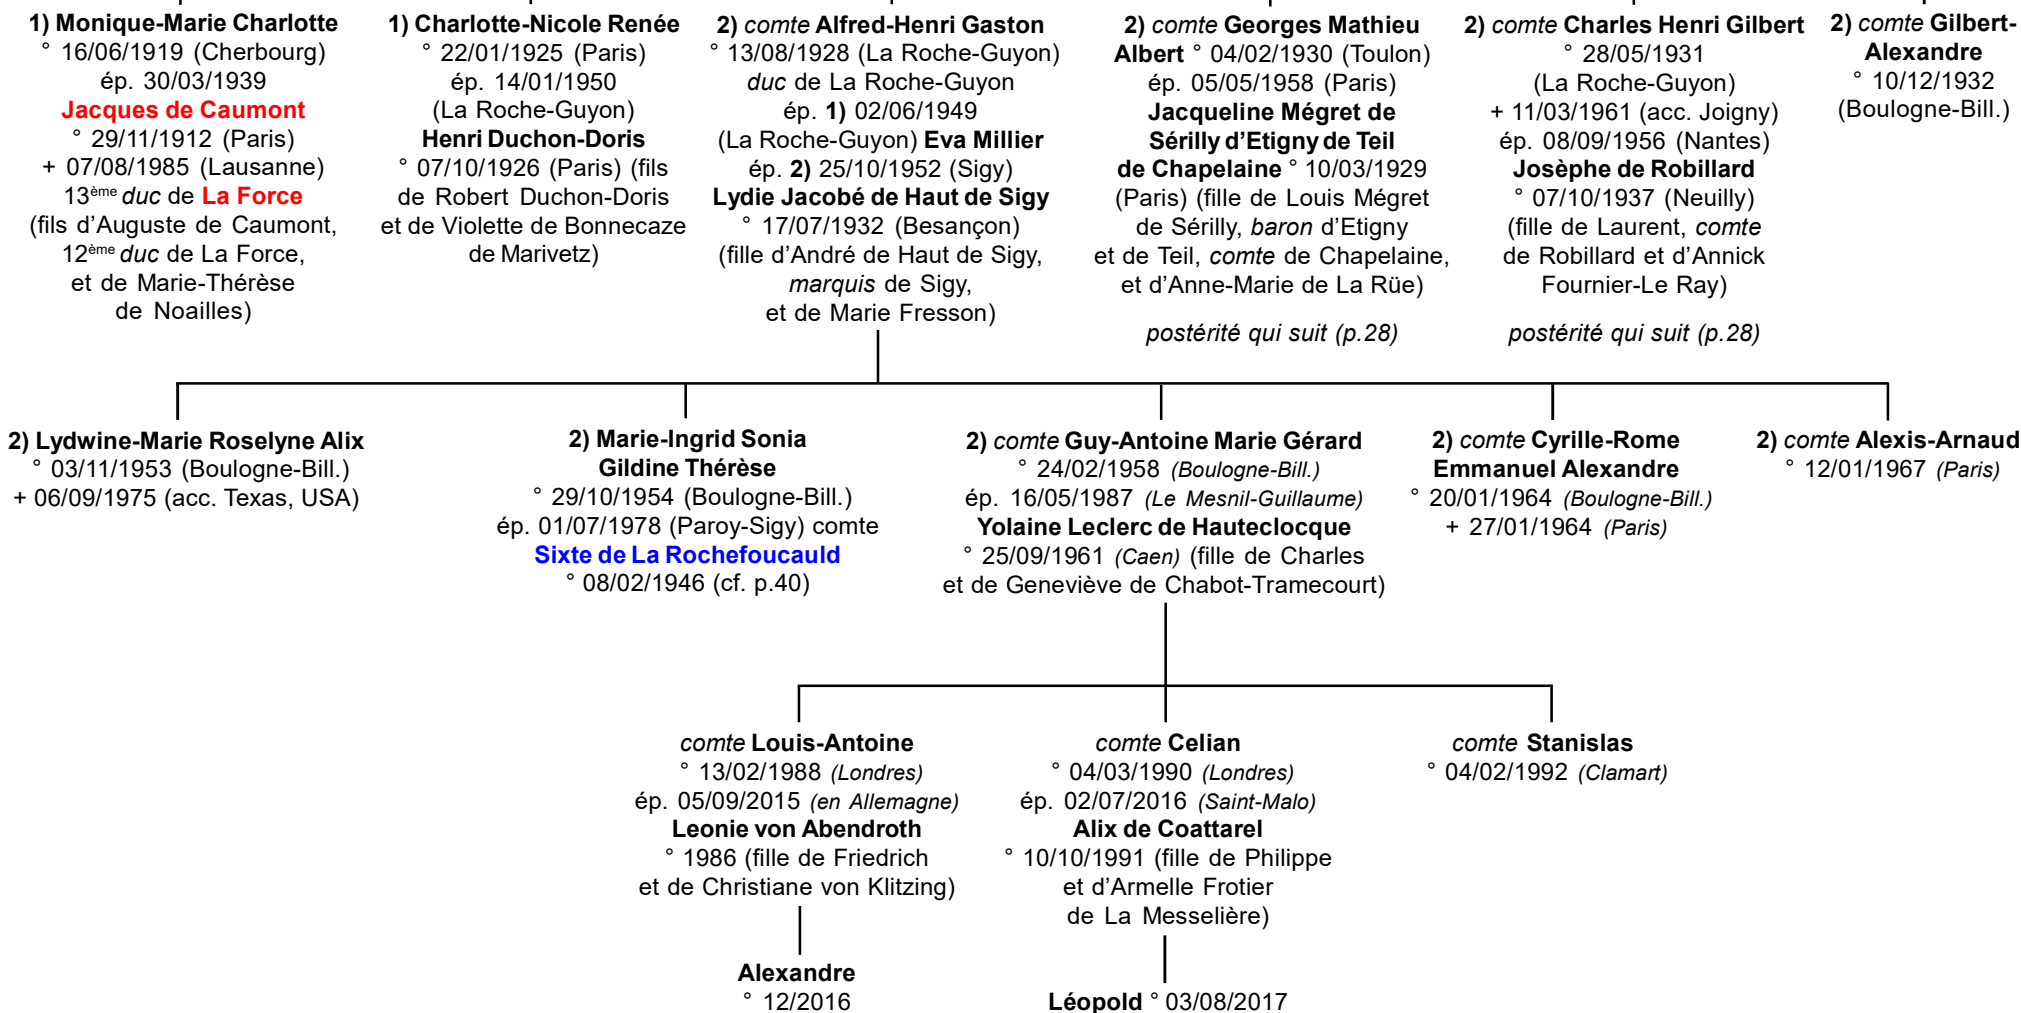 1) Monique-Marie Charlotte
° 16/06/1919 (Cherbourg)
ép. 30/03/1939
Jacques de Caumont
° 29/11/1912 (Paris)
+ 07/08/1985 (Lausanne)
13ème duc de La Force
(fils d’Auguste de Caumont,
12ème duc de La Force,
et de Marie-Thérèse
de Noailles)
1) Charlotte-Nicole Renée
° 22/01/1925 (Paris)
ép. 14/01/1950
(La Roche-Guyon)
Henri Duchon-Doris
° 07/10/1926 (Paris) (fils
de Robert Duchon-Doris
et de Violette de Bonnecaze
de Marivetz)
2) comte Alfred-Henri Gaston
° 13/08/1928 (La Roche-Guyon)
duc de La Roche-Guyon
ép. 1) 02/06/1949
(La Roche-Guyon) Eva Millier
ép. 2) 25/10/1952 (Sigy)
Lydie Jacobé de Haut de Sigy
° 17/07/1932 (Besançon)
(fille d’André de Haut de Sigy,
marquis de Sigy,
et de Marie Fresson)
2) comte Georges Mathieu
Albert ° 04/02/1930 (Toulon)
ép. 05/05/1958 (Paris)
Jacqueline Mégret de
Sérilly d’Etigny de Teil
de Chapelaine ° 10/03/1929
(Paris) (fille de Louis Mégret
de Sérilly, baron d’Etigny
et de Teil, comte de Chapelaine,
et d’Anne-Marie de La Rüe)
postérité qui suit (p.28)
2) comte Charles Henri Gilbert
° 28/05/1931
(La Roche-Guyon)
+ 11/03/1961 (acc. Joigny)
ép. 08/09/1956 (Nantes)
Josèphe de Robillard
° 07/10/1937 (Neuilly)
(fille de Laurent, comte
de Robillard et d’Annick
Fournier-Le Ray)
postérité qui suit (p.28)
2) comte Gilbert-
Alexandre
° 10/12/1932
(Boulogne-Bill.)
2) Lydwine-Marie Roselyne Alix
° 03/11/1953 (Boulogne-Bill.)
+ 06/09/1975 (acc. Texas, USA)
2) Marie-Ingrid Sonia
Gildine Thérèse
° 29/10/1954 (Boulogne-Bill.)
ép. 01/07/1978 (Paroy-Sigy) comte
Sixte de La Rochefoucauld
° 08/02/1946 (cf. p.40)
2) comte Guy-Antoine Marie Gérard
° 24/02/1958 (Boulogne-Bill.)
ép. 16/05/1987 (Le Mesnil-Guillaume)
Yolaine Leclerc de Hauteclocque
° 25/09/1961 (Caen) (fille de Charles
et de Geneviève de Chabot-Tramecourt)
2) comte Cyrille-Rome
Emmanuel Alexandre
° 20/01/1964 (Boulogne-Bill.)
+ 27/01/1964 (Paris)
2) comte Alexis-Arnaud
° 12/01/1967 (Paris)
comte Louis-Antoine
° 13/02/1988 (Londres)
ép. 05/09/2015 (en Allemagne)
Leonie von Abendroth
° 1986 (fille de Friedrich
et de Christiane von Klitzing)
comte Celian
° 04/03/1990 (Londres)
ép. 02/07/2016 (Saint-Malo)
Alix de Coattarel
° 10/10/1991 (fille de Philippe
et d’Armelle Frotier
de La Messelière)
comte Stanislas
° 04/02/1992 (Clamart)
Alexandre
° 12/2016
Léopold ° 03/08/2017